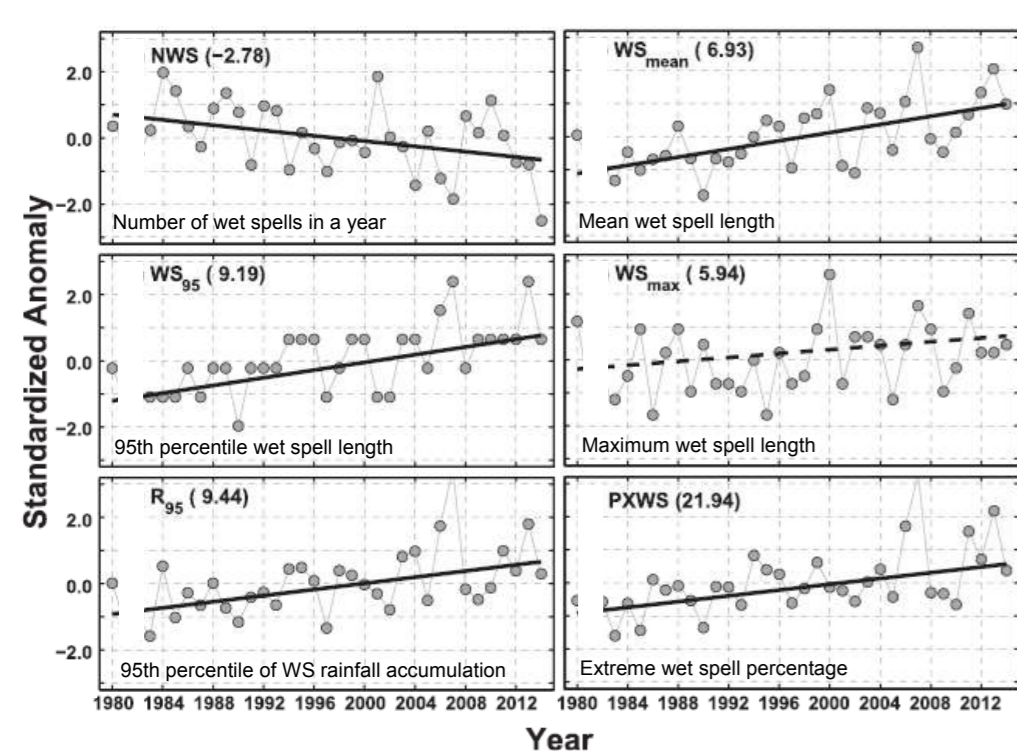 NWS (−2.78)
2.0
0.0
−2.0
Number of wet spells in a year
WSmean ( 6.93)
Mean wet spell length
WS95 ( 9.19)
2.0
0.0
−2.0
95th percentile wet spell length
WSmax ( 5.94)
Maximum wet spell length
R95 ( 9.44)
2.0
0.0
−2.0
95th percentile of WS rainfall accumulation
PXWS (21.94)
Extreme wet spell percentage
Standardized Anomaly
1980 1984 1988 1992 1996 2000 2004 2008 2012
1980 1984 1988 1992 1996 2000 2004 2008 2012
Year